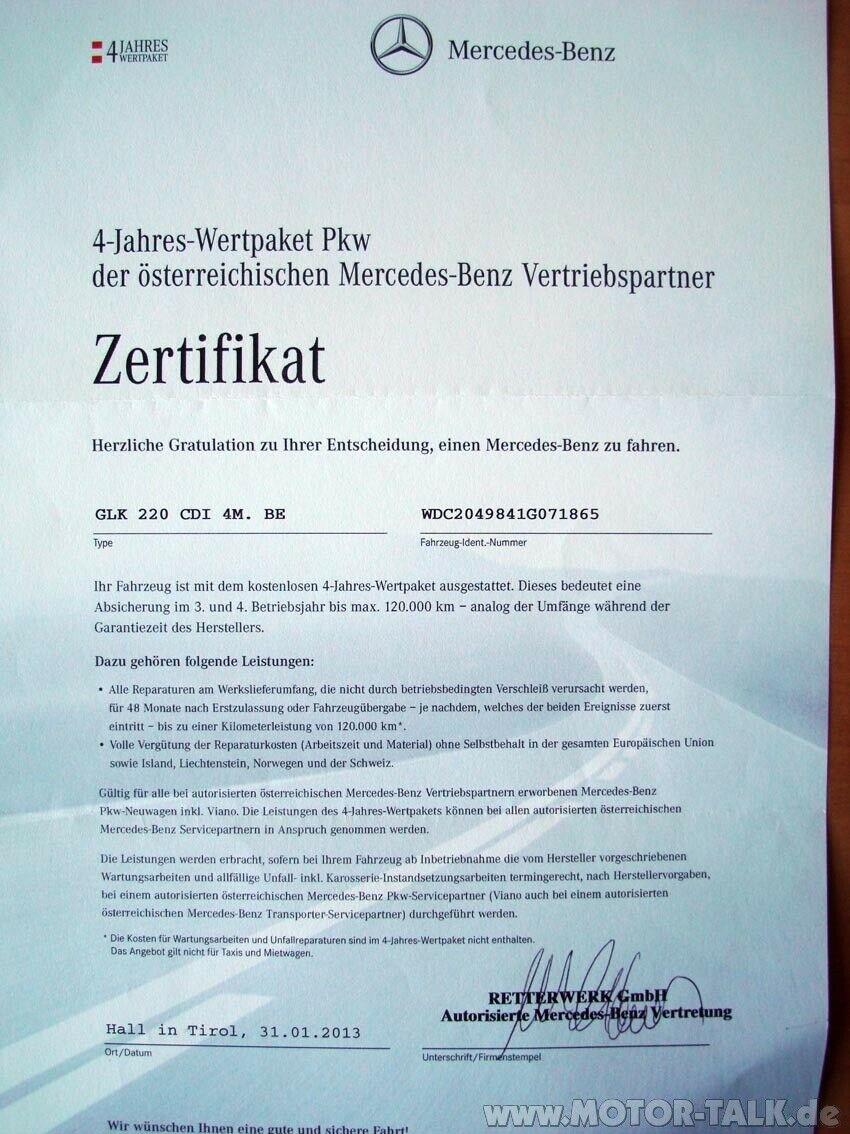 4 JAHRES
WERTPAKET
Mercedes-Benz
4-Jahres-Wertpaket Pkw
der österreichischen Mercedes-Benz Vertriebspartner
Zertifikat
Herzliche Gratulation zu Ihrer Entscheidung, einen Mercedes-Benz zu fahren.
GLK 220 CDI 4M. BE WDC2049841G071865
Type Fahrzeug-Ident.-Nummer
Ihr Fahrzeug ist mit dem kostenlosen 4-Jahres-Wertpaket ausgestattet. Dieses bedeutet eine
Absicherung im 3. und 4. Betriebsjahr bis max. 120.000 km – analog der Umfänge während der
Garantiezeit des Herstellers.
Dazu gehören folgende Leistungen:
• Alle Reparaturen am Werkslieferumfang, die nicht durch betriebsbedingten Verschleiß verursacht werden,
für 48 Monate nach Erstzulassung oder Fahrzeugübergabe – je nachdem, welches der beiden Ereignisse zuerst
eintritt – bis zu einer Kilometerleistung von 120.000 km*.
• Volle Vergütung der Reparaturkosten (Arbeitszeit und Material) ohne Selbstbehalt in der gesamten Europäischen Union
sowie Island, Liechtenstein, Norwegen und der Schweiz.
Gültig für alle bei autorisierten österreichischen Mercedes-Benz Vertriebspartnern erworbenen Mercedes-Benz
Pkw-Neuwagen inkl. Viano. Die Leistungen des 4-Jahres-Wertpakets können bei allen autorisierten österreichischen
Mercedes-Benz Servicepartnern in Anspruch genommen werden.
Die Leistungen werden erbracht, sofern bei Ihrem Fahrzeug ab Inbetriebnahme die vom Hersteller vorgeschriebenen
Wartungsarbeiten und allfällige Unfall- inkl. Karosserie-Instandsetzungsarbeiten termingerecht, nach Herstellervorgaben,
bei einem autorisierten österreichischen Mercedes-Benz Pkw-Servicepartner (Viano auch bei einem autorisierten
österreichischen Mercedes-Benz Transporter-Servicepartner) durchgeführt werden.
* Die Kosten für Wartungsarbeiten und Unfallreparaturen sind im 4-Jahres-Wertpaket nicht enthalten.
Das Angebot gilt nicht für Taxis und Mietwagen.
RETTERWERK GmbH
Autorisierte Mercedes-Benz Vertretung
Hall in Tirol, 31.01.2013
Ort/Datum Unterschrift/Firmenstempel
Wir wünschen Ihnen eine gute und sichere Fahrt!
www.MOTOR-TALK.de